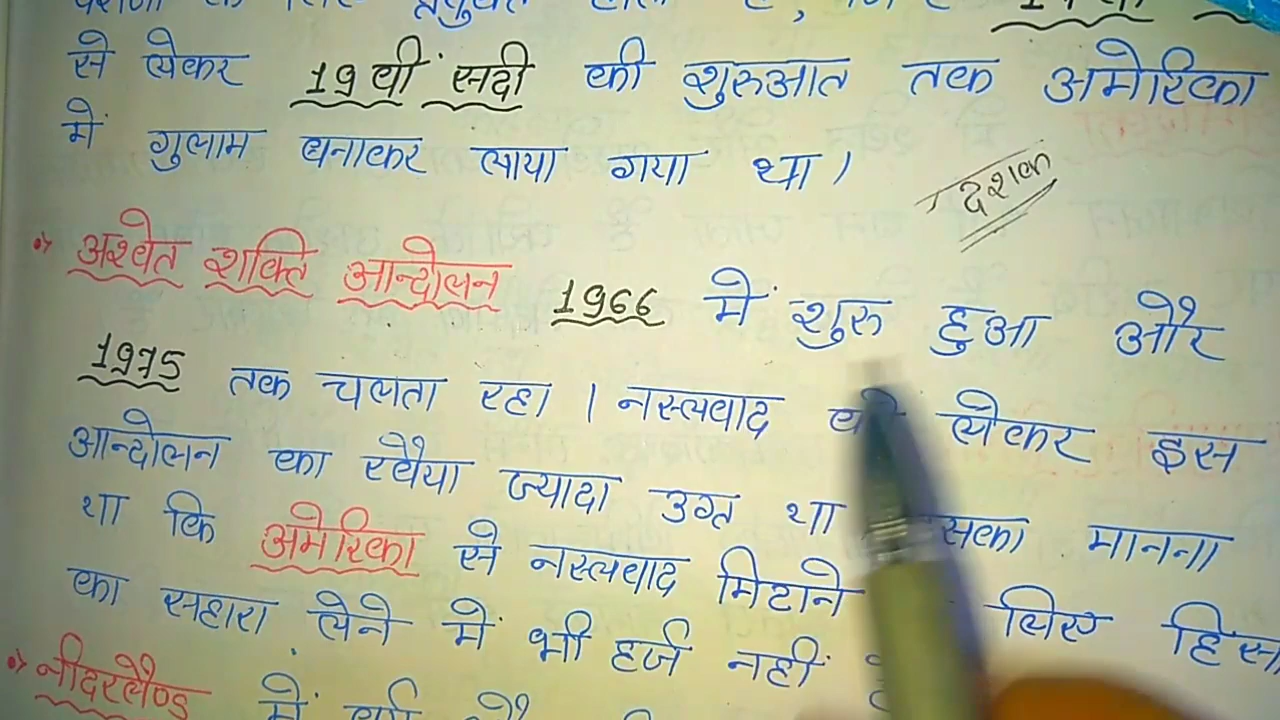 से लेकर 19वीं सदी की शुरुआत तक अमेरिका
में गुलाम बनाकर लाया गया था।
दशक
अश्वेत शक्ति आन्दोलन 1966 में शुरु हुआ और
1975 तक चलता रहा। नस्लवाद लेकर इस
आन्दोलन का रवैया ज्यादा उग्र था मानना
था कि अमेरिका से नस्लवाद मिटाने लिए
का सहारा लेने में भी हर्ज नहीं
नीदरलैण्ड में